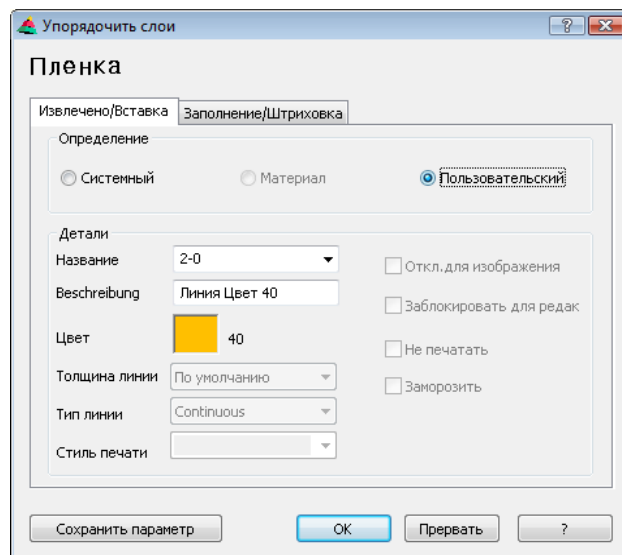 Упорядочить слои
?
Пленка
Извлечено/Вставка Заполнение/Штриховка
Определение
Системный Материал Пользовательский
Детали
Название 2-0 Откл.для изображения
Beschreibung Линия Цвет 40 Заблокировать для редак
Цвет 40 Не печатать
Толщина линии По умолчанию Заморозить
Тип линии Continuous
Стиль печати
Сохранить параметр OK Прервать ?